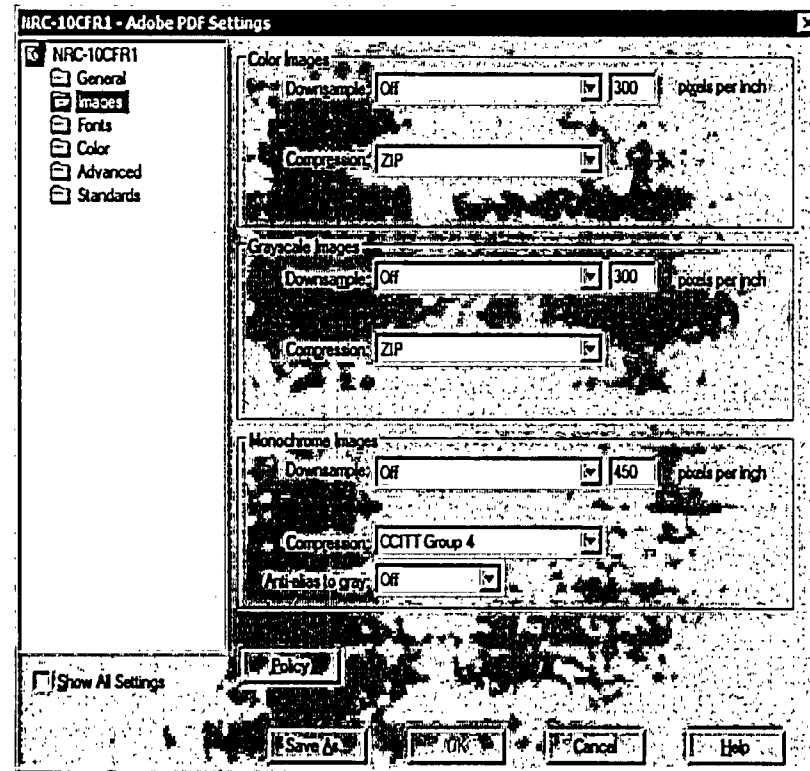 NRC-10CFR1 - Adobe PDF Settings
NRC-10CFR1
General
Images
Fonts
Color
Advanced
Standards
Show All Settings
Color Images
Downsample: Off 300 pixels per inch
Compression: ZIP
Grayscale Images
Downsample: Off 300 pixels per inch
Compression: ZIP
Monochrome Images
Downsample: Off 450 pixels per inch
Compression: CCITT Group 4
Anti-alias to gray: Off
Policy
Save As OK Cancel Help